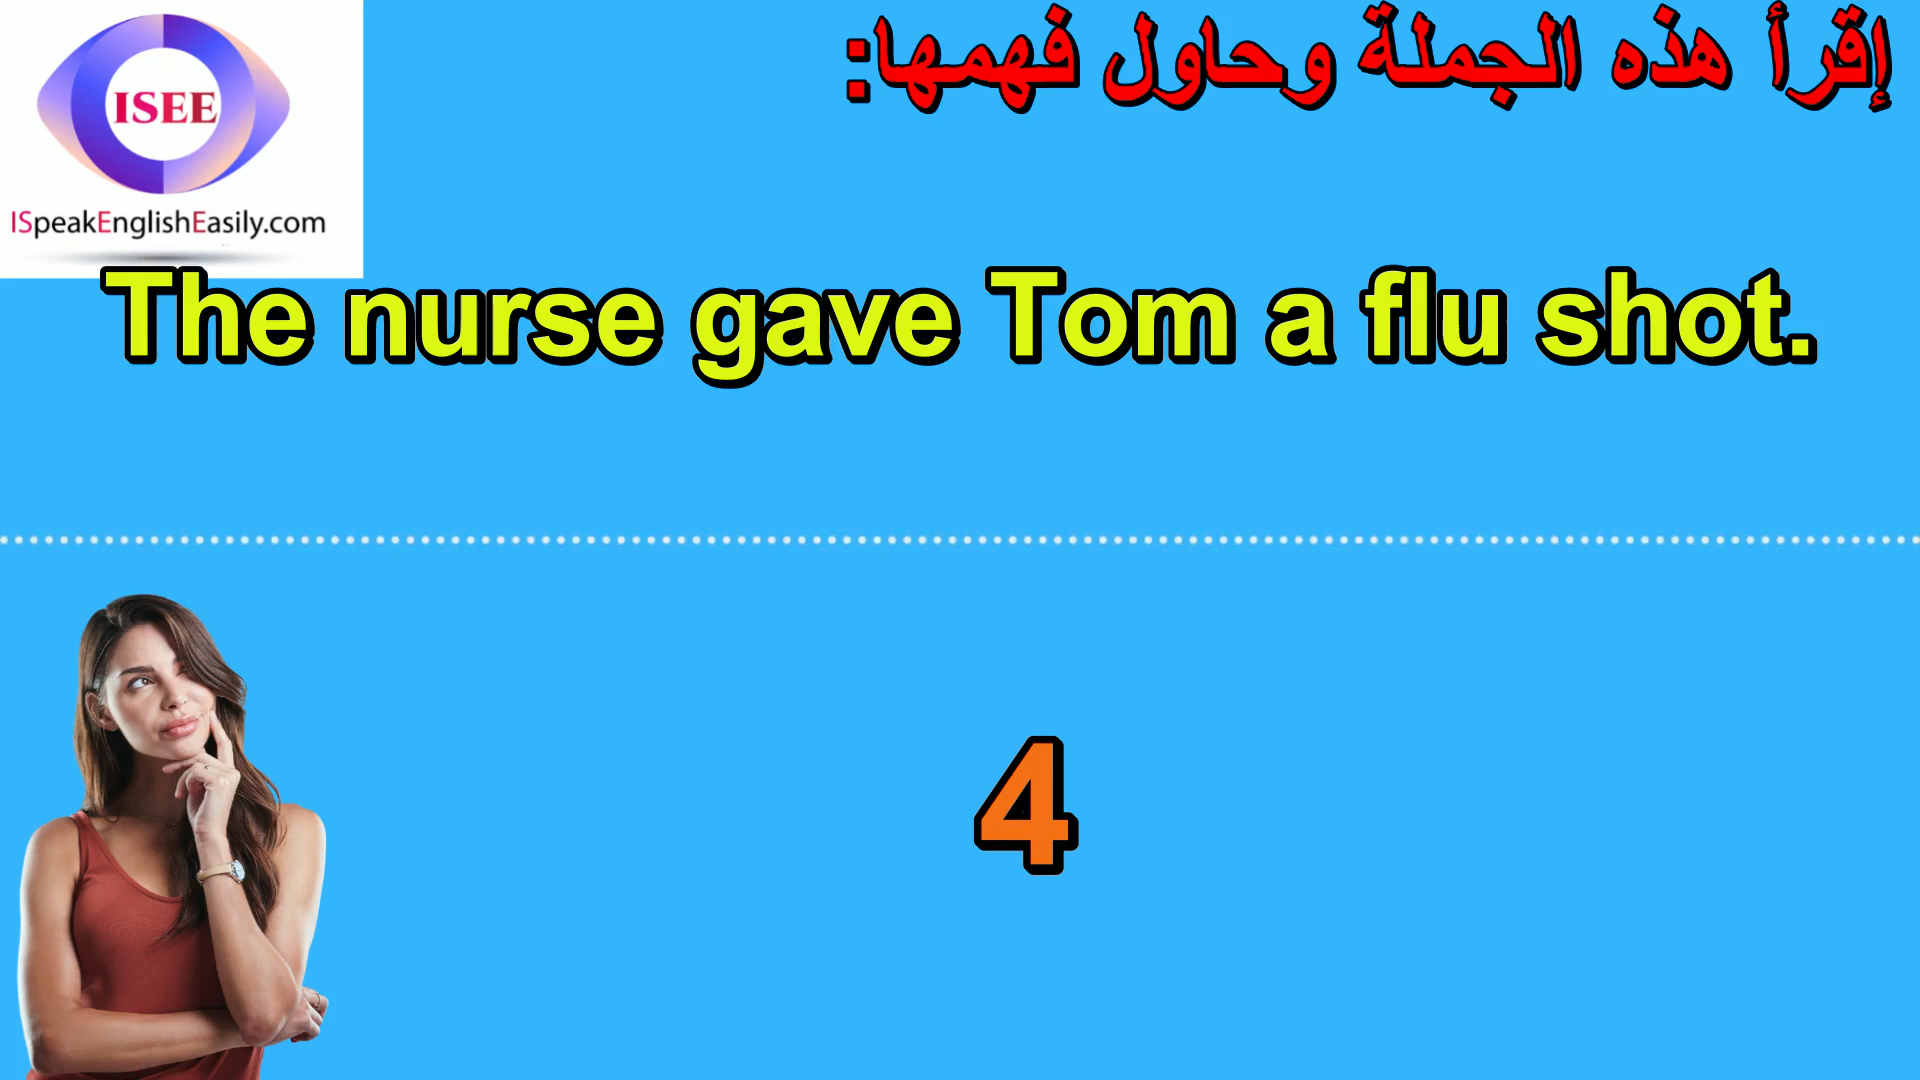 إقرأ هذه الجملة وحاول فهمها:
ISEE
ISpeakEnglishEasily.com
The nurse gave Tom a flu shot.
4